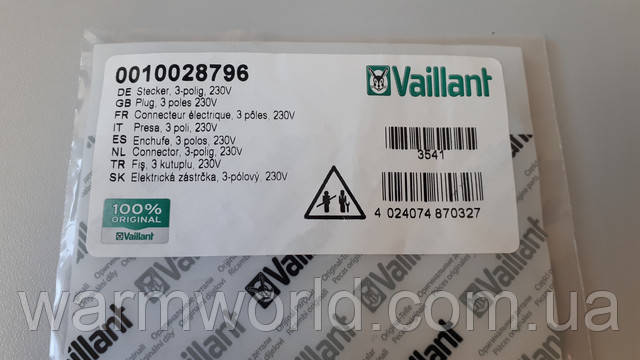 0010028796
Vaillant
DE Stecker, 3-polig, 230V
GB Plug, 3 poles 230V
FR Connecteur électrique, 3 pôles, 230V
IT Presa, 3 poli, 230V
ES Enchufe, 3 polos, 230V
NL Connector, 3-polig, 230V
TR Fiş, 3 kutuplu, 230V
SK Elektrická zástrčka, 3-pólový, 230V
3541
4 024074 870327
100%
ORIGINAL
Vaillant
warmworld.com.ua